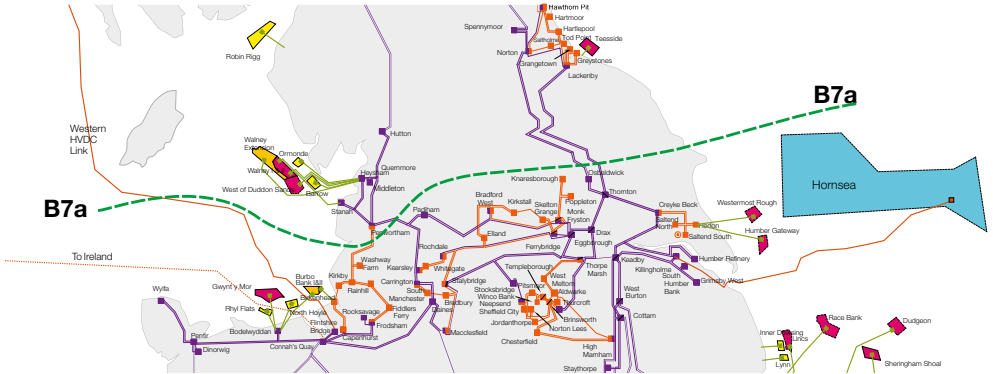 Hawthorn Pit
Hartmoor
Spennymoor
Hartlepool
Saltholme
Tod Point
Teesside
Norton
Greystones
Grangetown
Lackenby
Robin Rigg
B7a
Western
HVDC
Link
Hutton
Walney
Extension
Ormonde
Walney
Quernmore
Heysham
Middleton
Barrow
West of Duddon Sands
Stanah
B7a
Padiham
Penwortham
Knaresborough
Osbaldwick
Thornton
Poppleton
Bradford
West
Kirkstall
Skelton
Grange
Monk
Fryston
Elland
Ferrybridge
Drax
Eggborough
Creyke Beck
Saltend
North
Hedon
Saltend South
Westermost Rough
Humber Gateway
Hornsea
To Ireland
Rochdale
Washway
Farm
Kearsley
Whitegate
Kirkby
Carrington
Stalybridge
Templeborough
Thorpe
Marsh
Keadby
Humber Refinery
Killingholme
South
Humber
Bank
Grimsby West
Wylfa
Gwynt y Mor
Burbo
Bank I&II
Birkenhead
Rainhill
South
Manchester
Bredbury
Daines
Stocksbridge
Pitsmoor
West
Melton
Aldwarke
Winco Bank
Neepsend
Thurcroft
Sheffield City
West
Burton
Rhyl Flats
North Hoyle
Rocksavage
Fiddlers
Ferry
Flintshire
Bridge
Frodsham
Jordanthorpe
Brinsworth
Norton Lees
Cottam
Bodelwyddan
Pentir
Dinorwig
Connah's Quay
Capenhurst
Macclesfield
Chesterfield
High
Marnham
Staythorpe
Race Bank
Dudgeon
Inner Dowsing
Lincs
Lynn
Sheringham Shoal